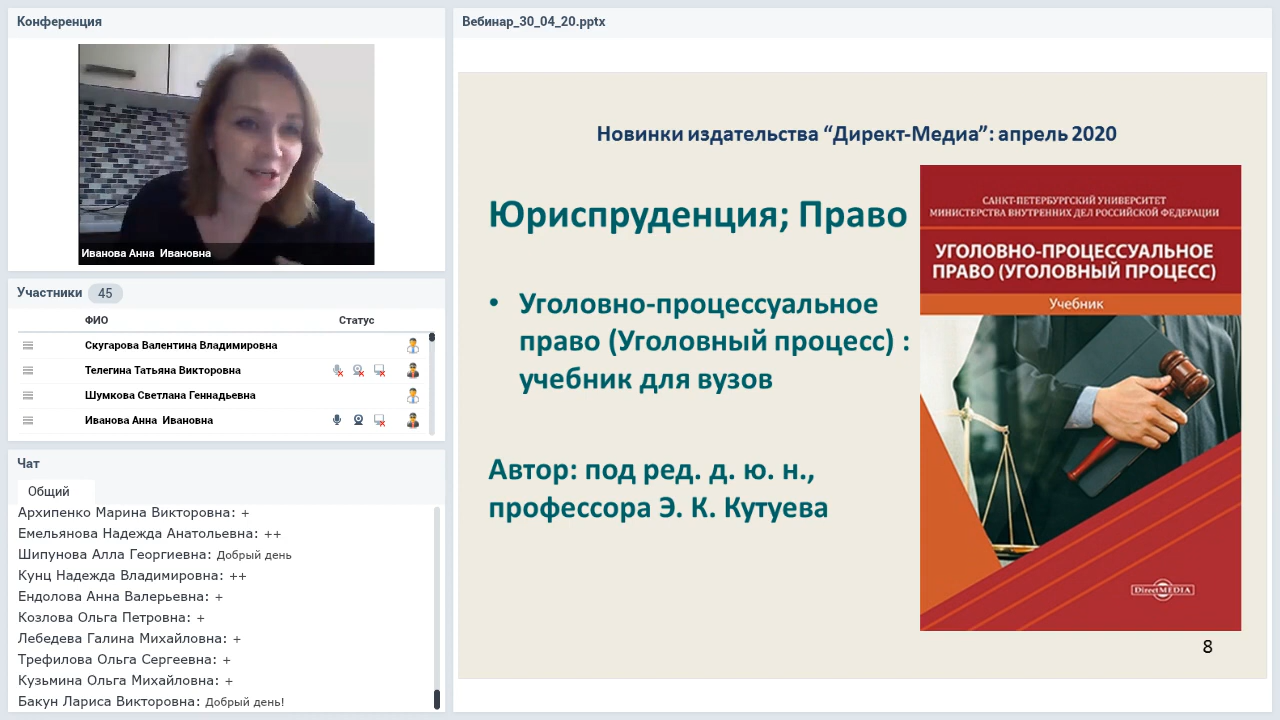 Конференция
Иванова Анна  Ивановна
Участники 45
ФИО Статус
Скугарова Валентина Владимировна
Телегина Татьяна Викторовна
Шумкова Светлана Геннадьевна
Иванова Анна  Ивановна
Чат
Общий
Архипенко Марина Викторовна: +
Емельянова Надежда Анатольевна: ++
Шипунова Алла Георгиевна: Добрый день
Кунц Надежда Владимировна: ++
Ендолова Анна Валерьевна: +
Козлова Ольга Петровна: +
Лебедева Галина Михайловна: +
Трефилова Ольга Сергеевна: +
Кузьмина Ольга Михайловна: +
Бакун Лариса Викторовна: Добрый день!
Вебинар_30_04_20.pptx
Новинки издательства “Директ-Медиа”: апрель 2020
Юриспруденция; Право
• Уголовно-процессуальное
право (Уголовный процесс) :
учебник для вузов
Автор: под ред. д. ю. н.,
профессора Э. К. Кутуева
САНКТ-ПЕТЕРБУРГСКИЙ УНИВЕРСИТЕТ
МИНИСТЕРСТВА ВНУТРЕННИХ ДЕЛ РОССИЙСКОЙ ФЕДЕРАЦИИ
УГОЛОВНО-ПРОЦЕССУАЛЬНОЕ
ПРАВО (УГОЛОВНЫЙ ПРОЦЕСС)
Учебник
DirectMEDIA
8